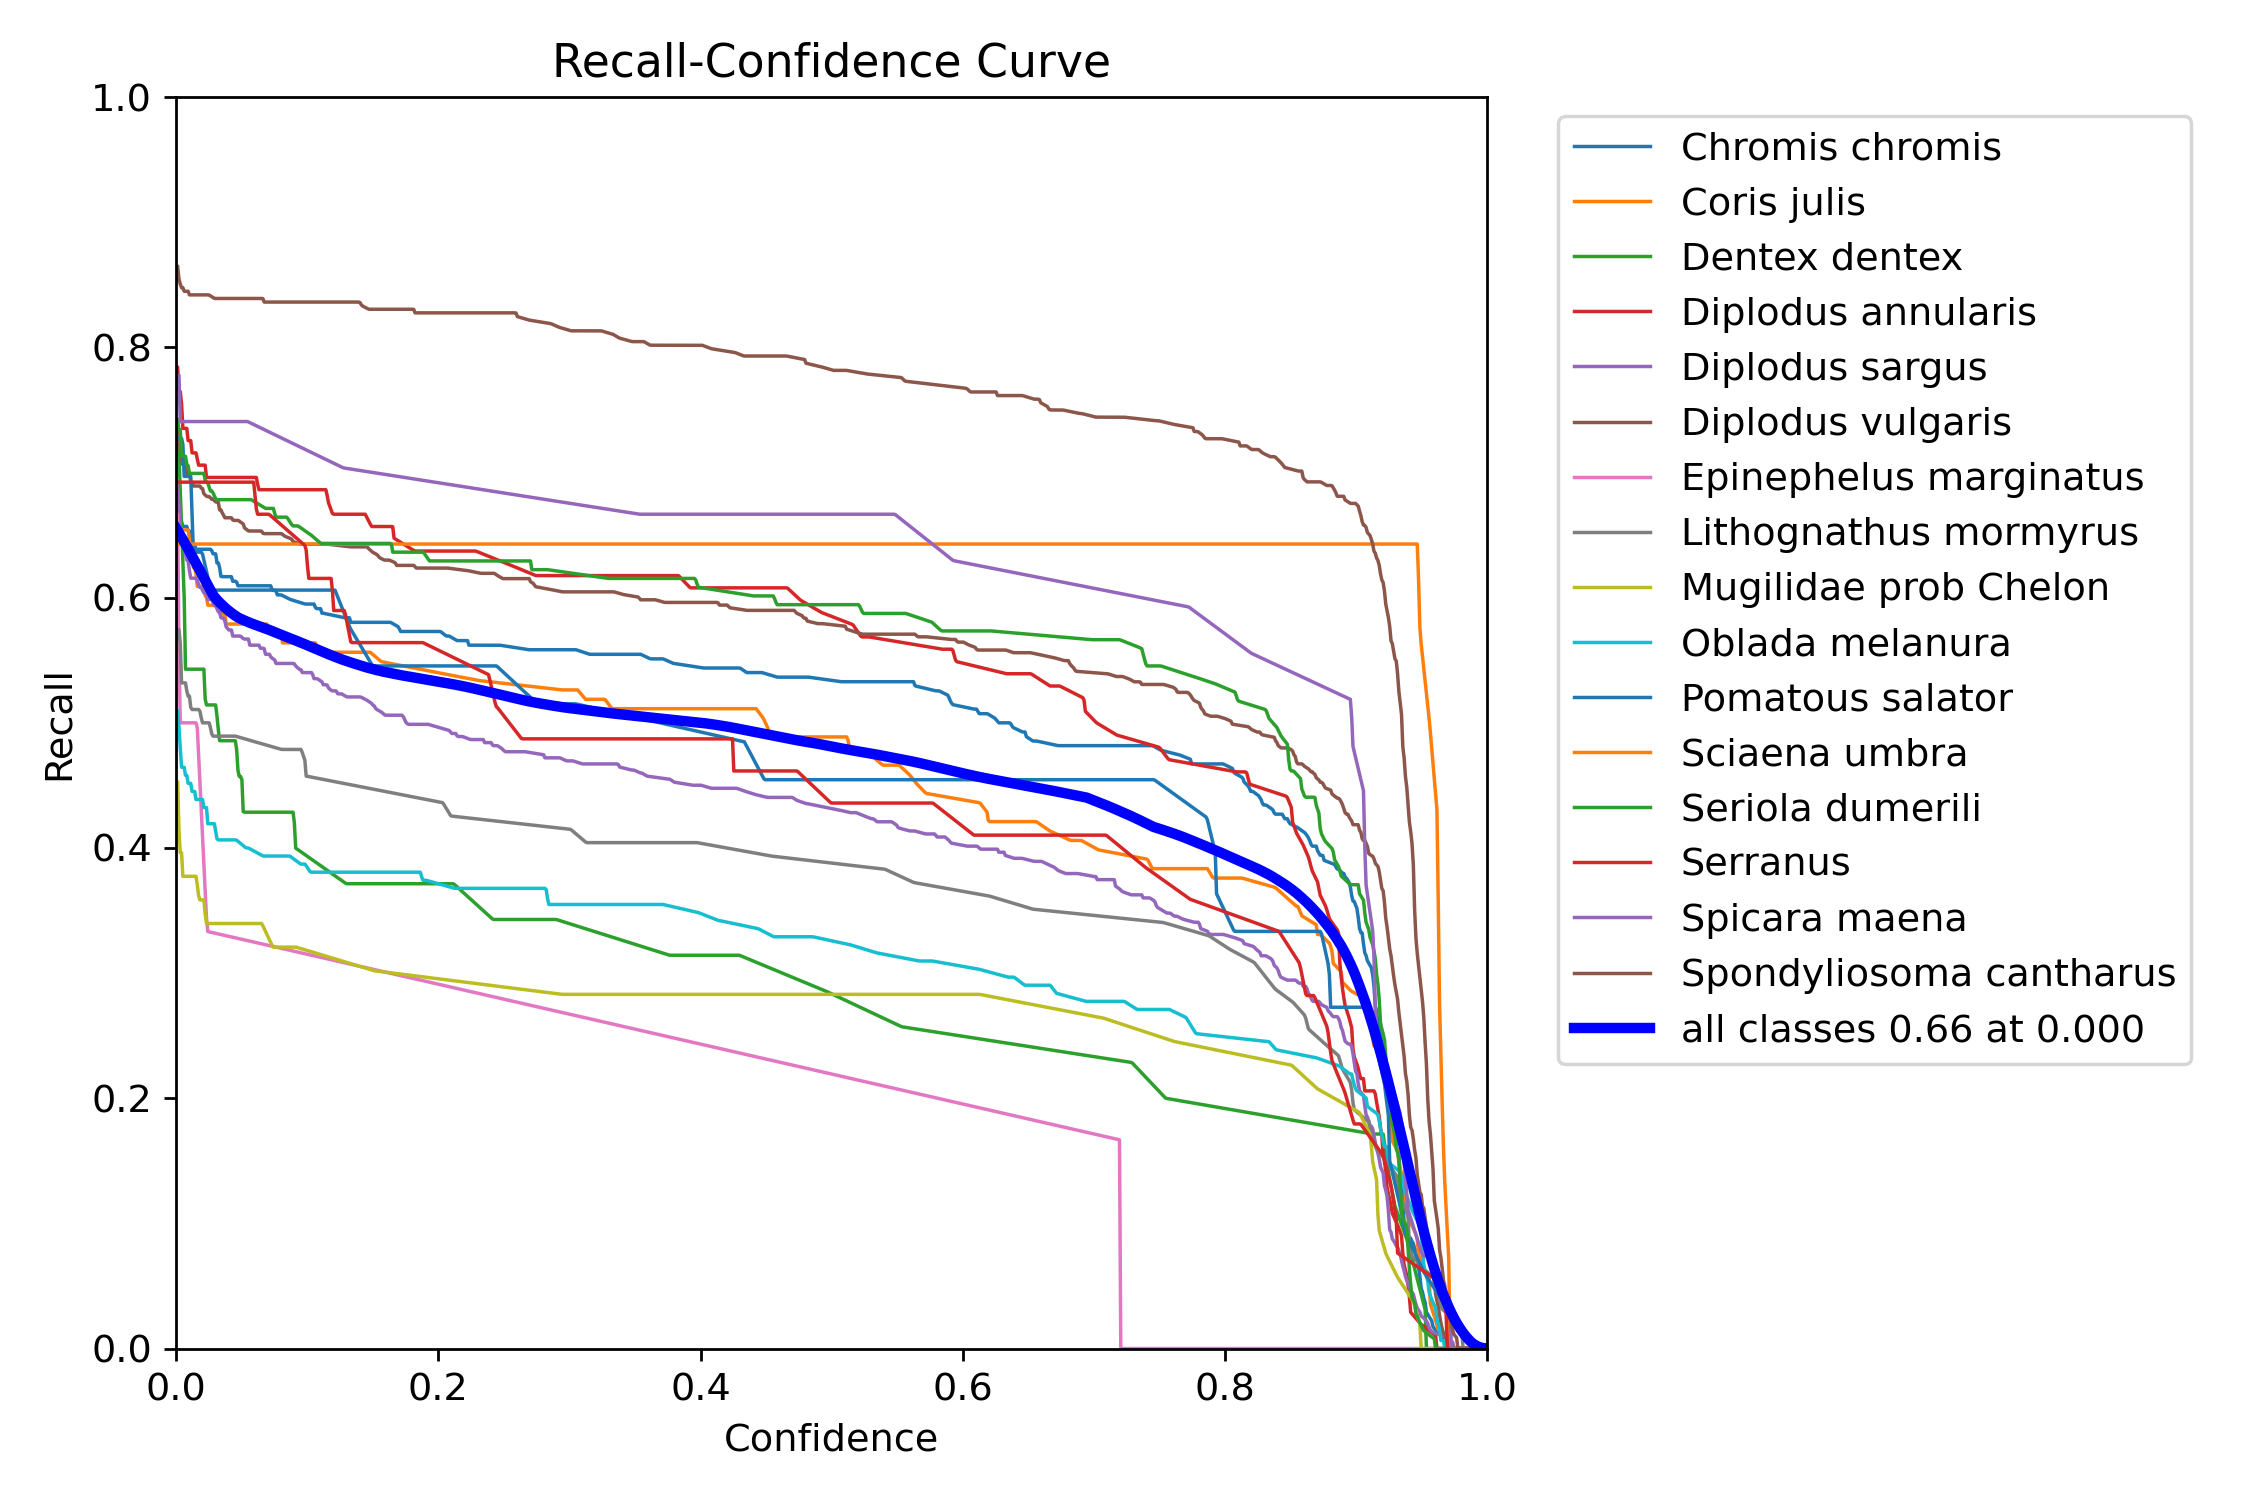 Recall-Confidence Curve
1.0
0.8
0.6
0.4
0.2
0.0
Recall
0.0 0.2 0.4 0.6 0.8 1.0
Confidence
Chromis chromis
Coris julis
Dentex dentex
Diplodus annularis
Diplodus sargus
Diplodus vulgaris
Epinephelus marginatus
Lithognathus mormyrus
Mugilidae prob Chelon
Oblada melanura
Pomatous salator
Sciaena umbra
Seriola dumerili
Serranus
Spicara maena
Spondyliosoma cantharus
all classes 0.66 at 0.000